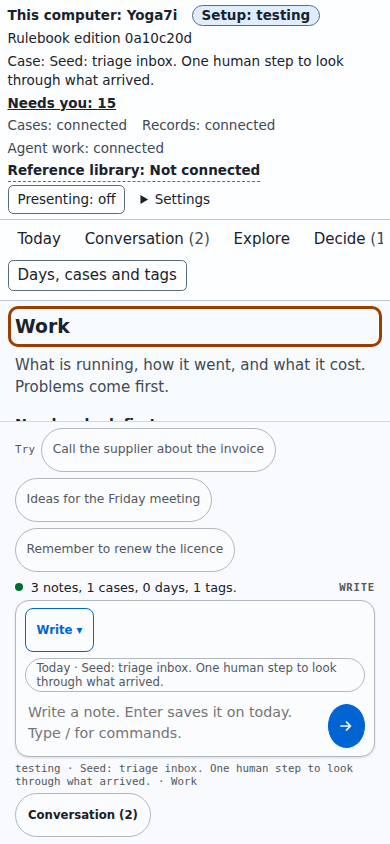 This computer: Yoga7i Setup: testing
Rulebook edition 0a10c20d
Case: Seed: triage inbox. One human step to look
through what arrived.
Needs you: 15
Cases: connected Records: connected
Agent work: connected
Reference library: Not connected
Presenting: off ▶ Settings
Today Conversation (2) Explore Decide (1
Days, cases and tags
Work
What is running, how it went, and what it cost.
Problems come first.
Try Call the supplier about the invoice
Ideas for the Friday meeting
Remember to renew the licence
3 notes, 1 cases, 0 days, 1 tags. WRITE
Write ▾
Today · Seed: triage inbox. One human step to look
through what arrived.
Write a note. Enter saves it on today.
Type / for commands.
testing · Seed: triage inbox. One human step to look
through what arrived. · Work
Conversation (2)